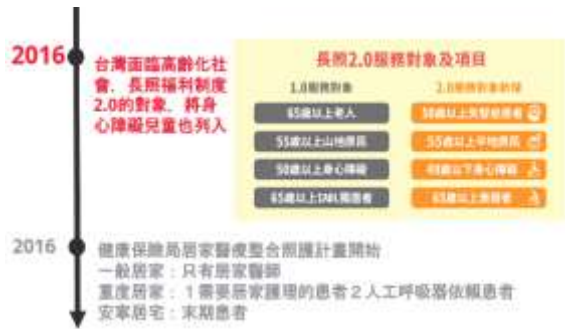 2016
台灣面臨高齡化社
會，長照福利制度
2.0的對象，將身
心障礙兒童也列入
長照2.0服務對象及項目
1.0服務對象
2.0服務對象新增
65歲以上老人
50歲以上失智症患者
55歲以上山地原民
55歲以上平地原民
50歲以上身心障礙
49歲以下身心障礙
65歲以上IADL獨居者
65歲以上衰弱者
2016
健康保險局居家醫療整合照護計畫開始
一般居家：只有居家醫師
重度居家：1需要居家護理的患者2人工呼吸器依賴患者
安寧居宅：末期患者